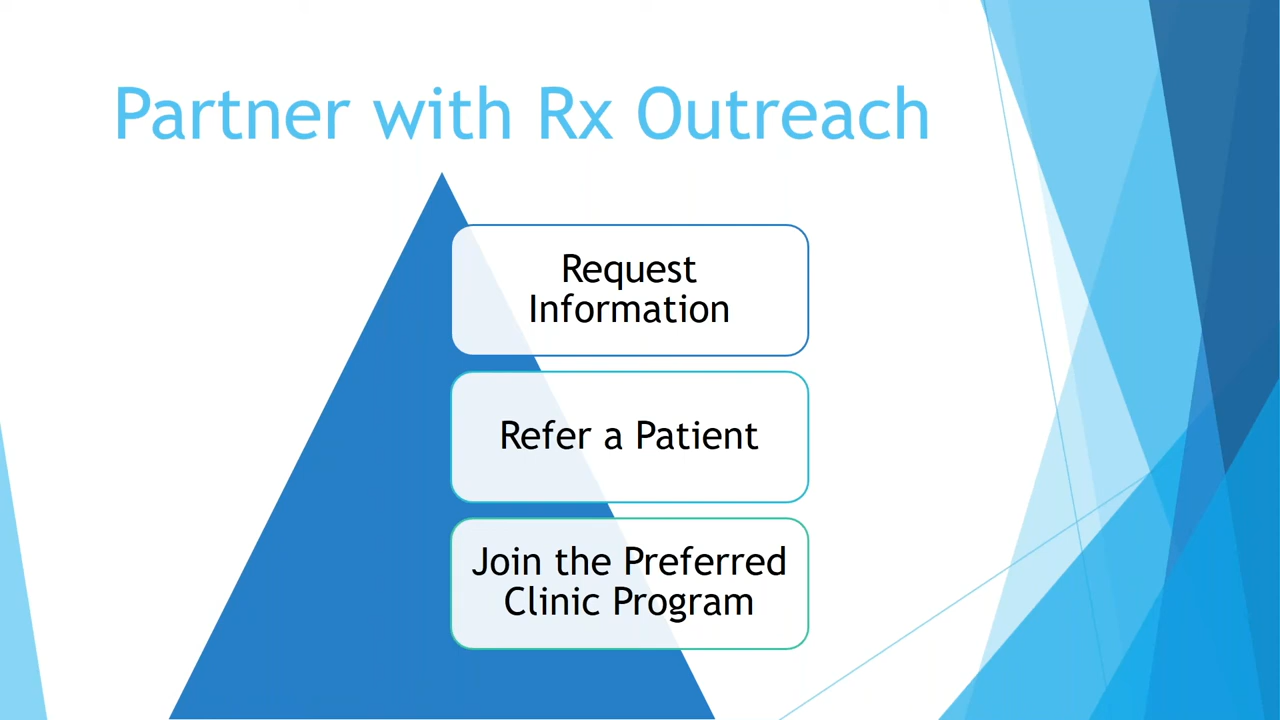 Partner with Rx Outreach
Request
Information
Refer a Patient
Join the Preferred
Clinic Program